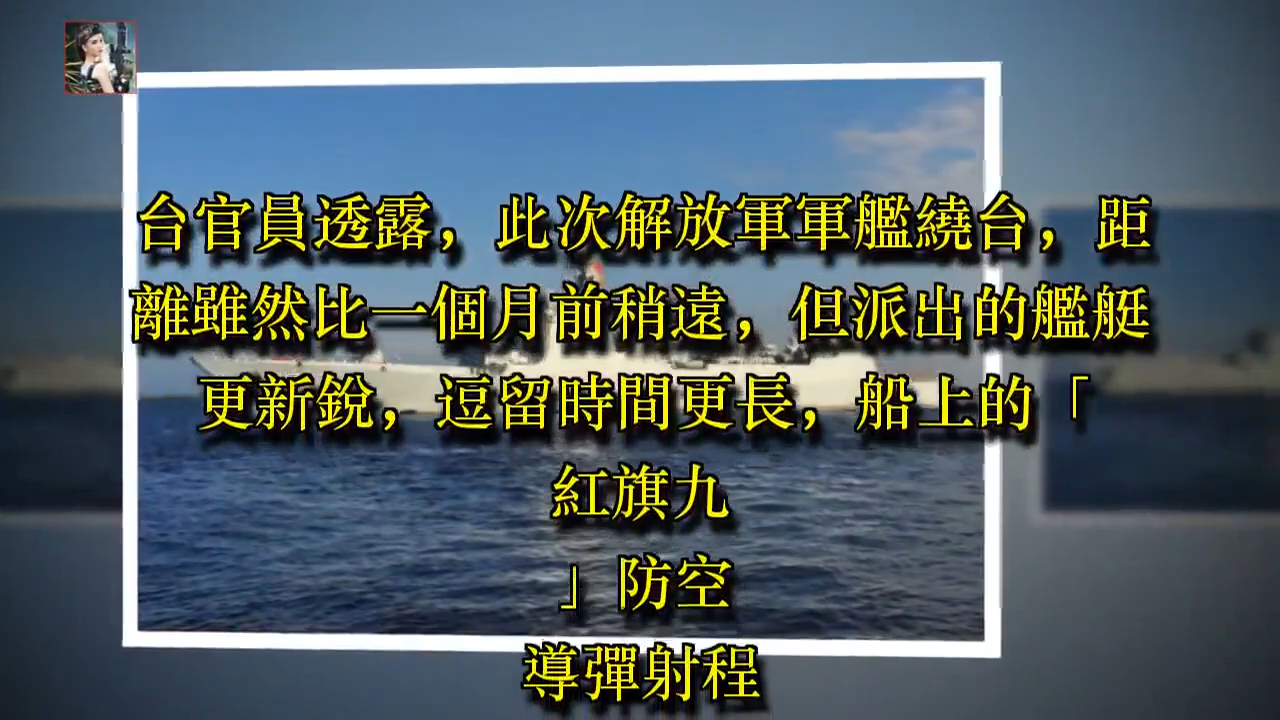 台官員透露，此次解放軍軍艦繞台，距
離雖然比一個月前稍遠，但派出的艦艇
更新銳，逗留時間更長，船上的「
紅旗九
」防空
導彈射程